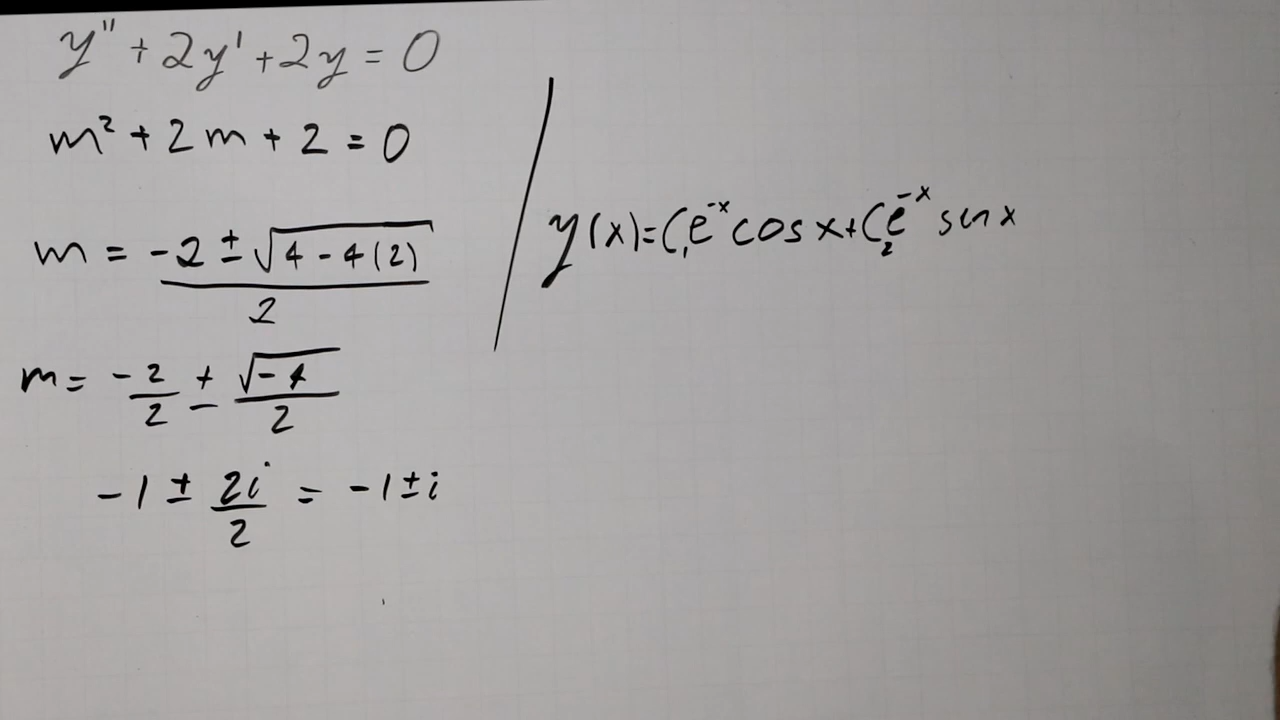 y'' + 2y' + 2y = 0
m² + 2m + 2 = 0
m = (-2 ± √(4 - 4(2))) / 2
m = -2/2 ± √(-4)/2
-1 ± 2i/2 = -1 ± i
y(x) = C₁e⁻ˣ cos x + C₂e⁻ˣ sen x